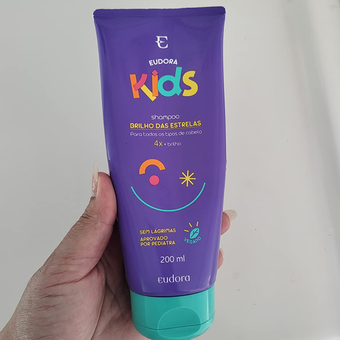 E
EUDORA
Kids
shampoo
BRILHO DAS ESTRELAS
Para todos os tipos de cabelo
4x + brilho
SEM LÁGRIMAS
APROVADO
POR PEDIATRA
VEGANO
200 ml
eudora